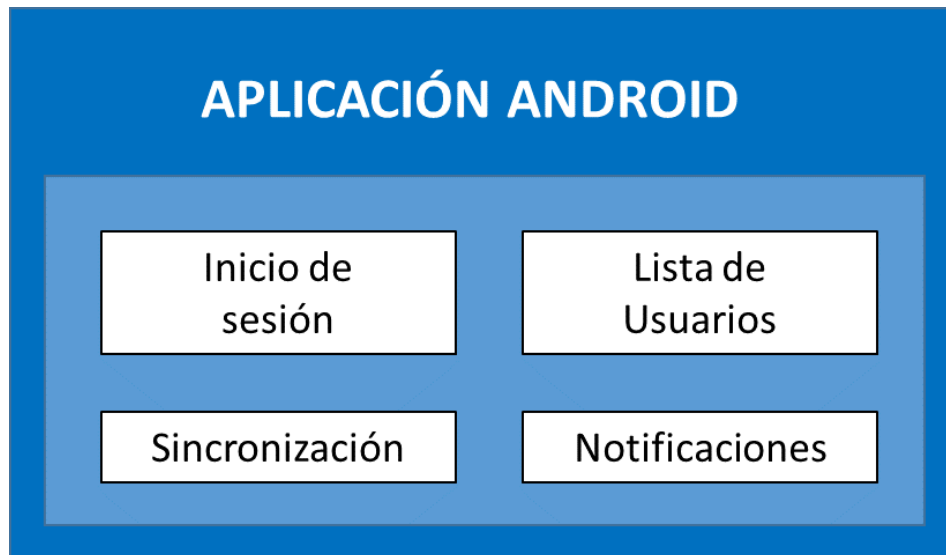 APLICACIÓN ANDROID
Inicio de
sesión
Lista de
Usuarios
Sincronización
Notificaciones